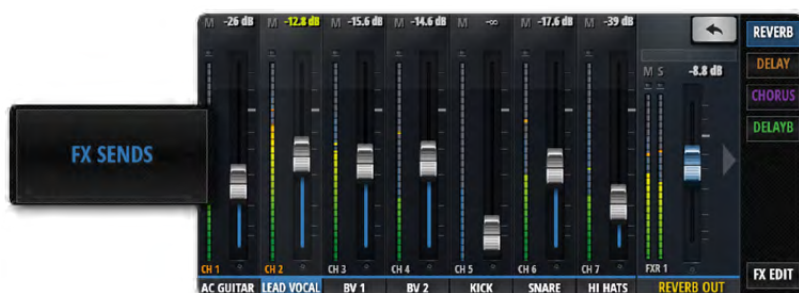 M -26 dB M -12.8 dB M -15.6 dB M -14.6 dB M -∞ M -17.6 dB M -39 dB
REVERB
M S -8.8 dB
DELAY
CHORUS
DELAYB
FX SENDS
CH 1 CH 2 CH 3 CH 4 CH 5 CH 6 CH 7 FXR 1
FX EDIT
AC GUITAR LEAD VOCAL BV 1 BV 2 KICK SNARE HI HATS REVERB OUT